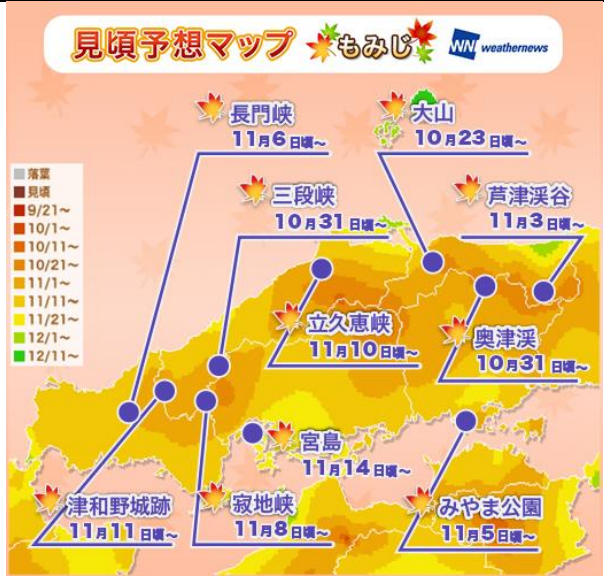 見頃予想マップ もみじ WN weathernews
長門峡
11月6日頃~
大山
10月23日頃~
三段峡
10月31日頃~
芦津渓谷
11月3日頃~
落葉
見頃
9/21~
10/1~
10/11~
10/21~
11/1~
11/11~
11/21~
12/1~
12/11~
立久恵峡
11月10日頃~
奥津渓
10月31日頃~
宮島
11月14日頃~
津和野城跡
11月11日頃~
寂地峡
11月8日頃~
みやま公園
11月5日頃~